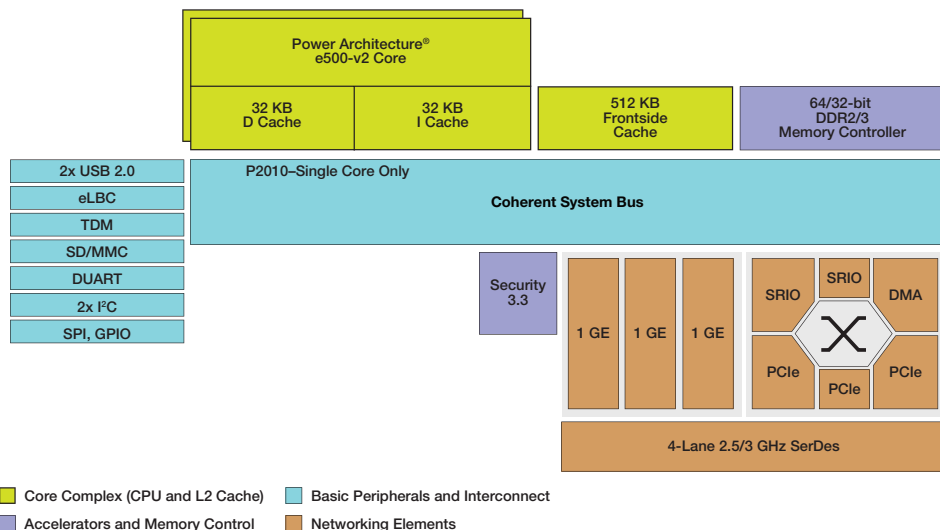 Power Architecture®
e500-v2 Core
32 KB
D Cache
32 KB
I Cache
512 KB
Frontside
Cache
64/32-bit
DDR2/3
Memory Controller
2x USB 2.0
eLBC
TDM
SD/MMC
DUART
2x I²C
SPI, GPIO
P2010–Single Core Only
Coherent System Bus
Security
3.3
1 GE
1 GE
1 GE
SRIO
SRIO
DMA
PCIe
PCIe
PCIe
4-Lane 2.5/3 GHz SerDes
Core Complex (CPU and L2 Cache)
Basic Peripherals and Interconnect
Accelerators and Memory Control
Networking Elements